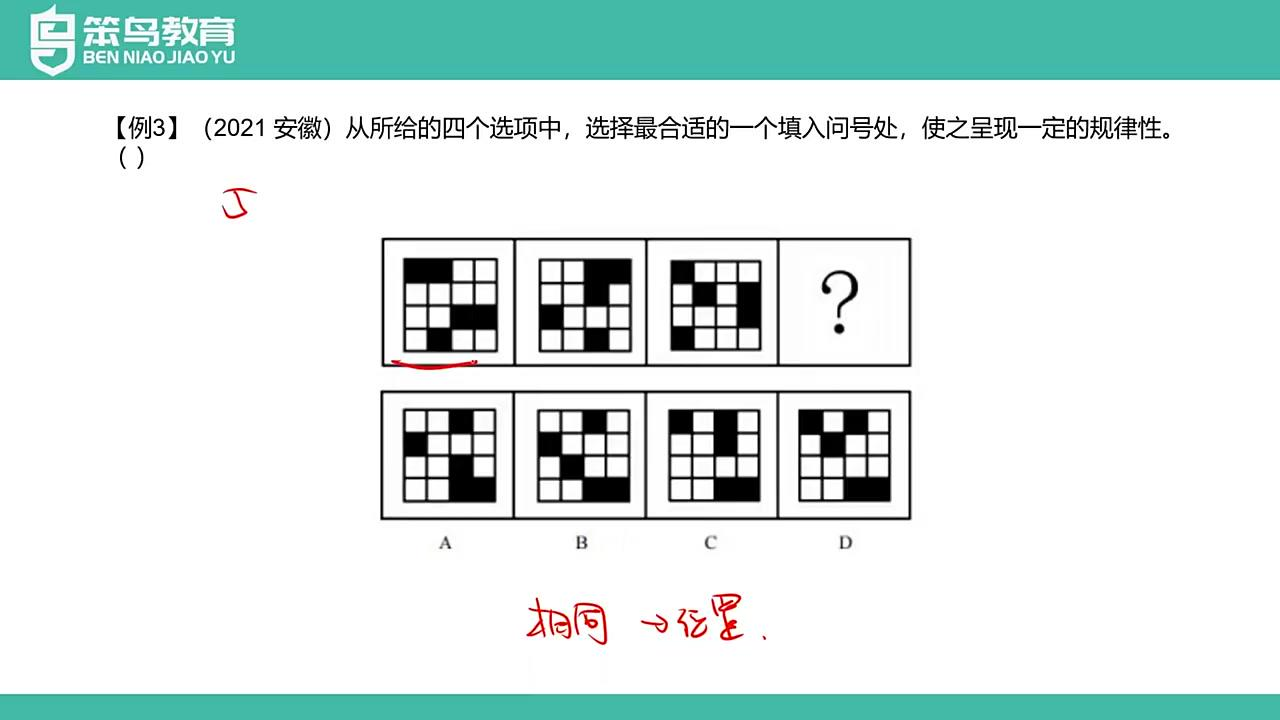 笨鸟教育
BEN NIAO JIAO YU
【例3】（2021 安徽）从所给的四个选项中，选择最合适的一个填入问号处，使之呈现一定的规律性。
( )
5
?
A B C D
相同 → 位置.